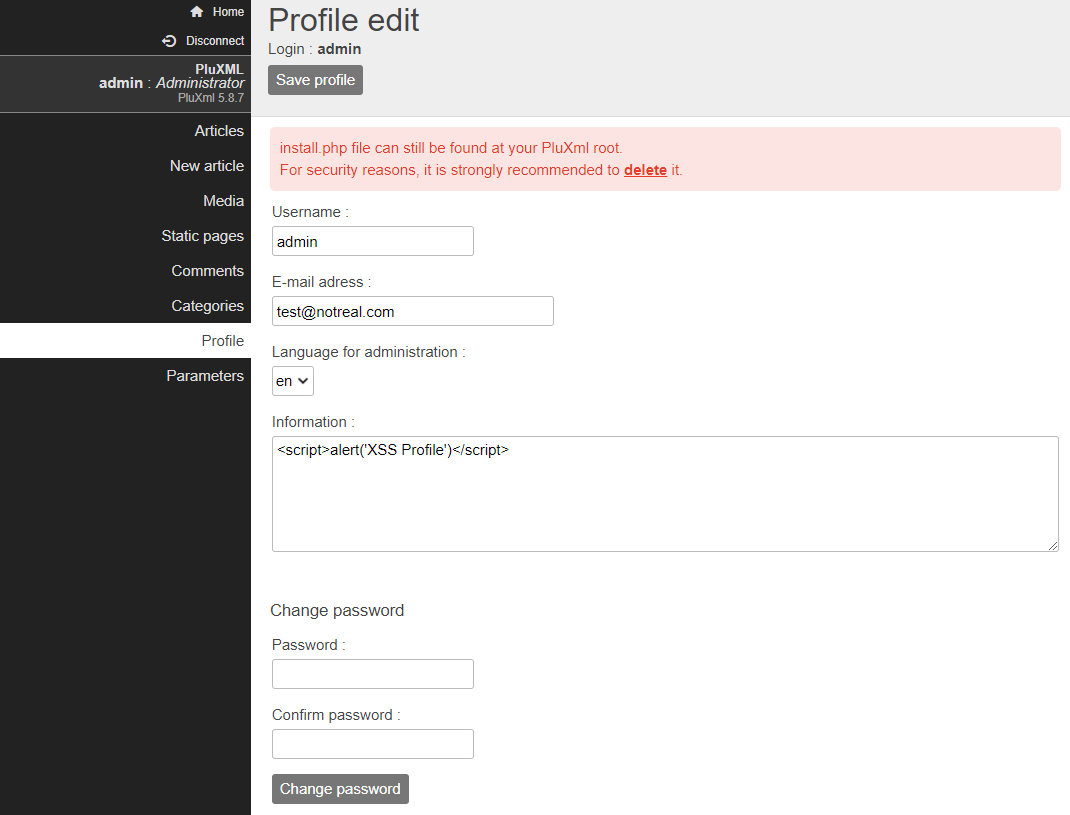 Home
Disconnect
PluXML
admin : Administrator
PluXml 5.8.7
Articles
New article
Media
Static pages
Comments
Categories
Profile
Parameters
Profile edit
Login : admin
Save profile
install.php file can still be found at your PluXml root.
For security reasons, it is strongly recommended to delete it.
Username :
admin
E-mail adress :
test@notreal.com
Language for administration :
en
Information :
<script>alert('XSS Profile')</script>
Change password
Password :
Confirm password :
Change password